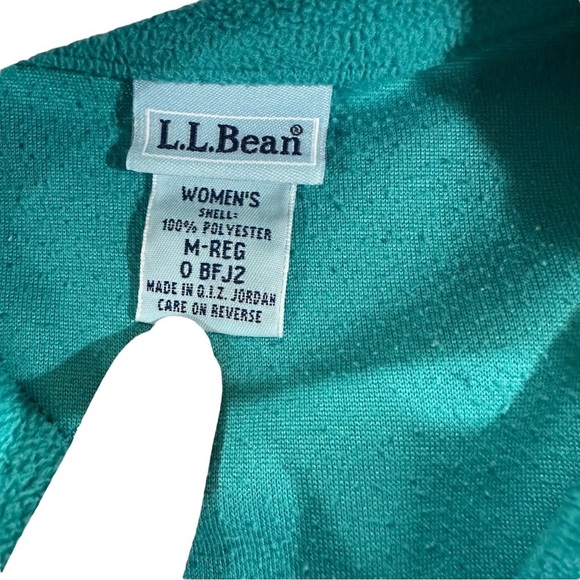 L.L.Bean®
WOMEN'S
SHELL:
100% POLYESTER
M-REG
0 BFJ2
MADE IN Q.I.Z. JORDAN
CARE ON REVERSE